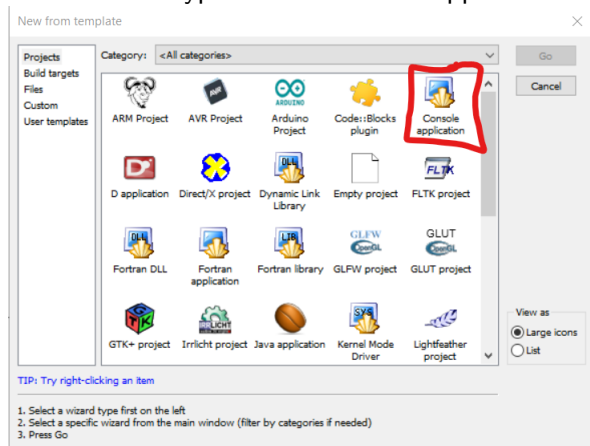 New from template
Projects
Build targets
Files
Custom
User templates
Category: <All categories>
Go
Cancel
ARM Project
AVR Project
ARDUINO
Arduino
Project
Code::Blocks
plugin
Console
application
D application
Direct/X project
DLL
Dynamic Link
Library
Empty project
FLTK
FLTK project
DLL
Fortran DLL
Fortran
application
LIB
Fortran library
GLFW
OpenGL
GLFW project
GLUT
OpenGL
GLUT project
GTK
GTK+ project
IRRLICHT
Irrlicht project
Java application
SYS
Kernel Mode
Driver
Lightfeather
project
View as
Large icons
List
TIP: Try right-clicking an item
1. Select a wizard type first on the left
2. Select a specific wizard from the main window (filter by categories if needed)
3. Press Go